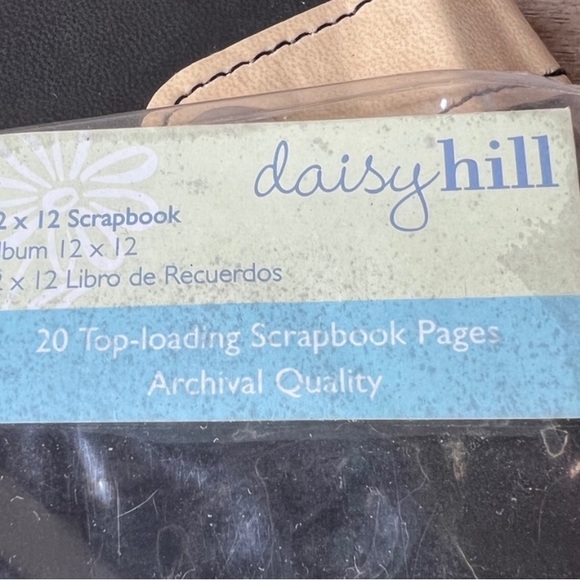 daisyhill
2 x 12 Scrapbook
lbum 12 x 12
2 x 12 Libro de Recuerdos
20 Top-loading Scrapbook Pages
Archival Quality